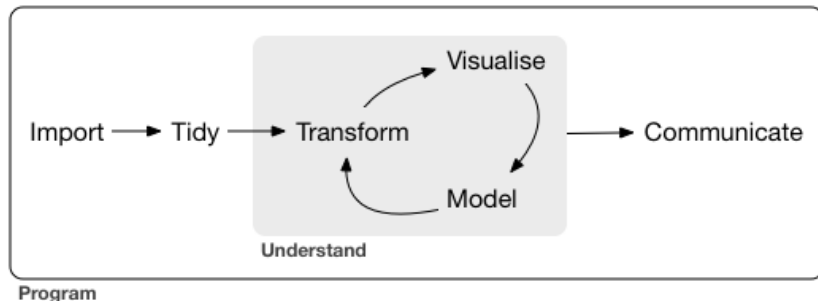 Visualise
Import
Tidy
Transform
Communicate
Model
Understand
Program